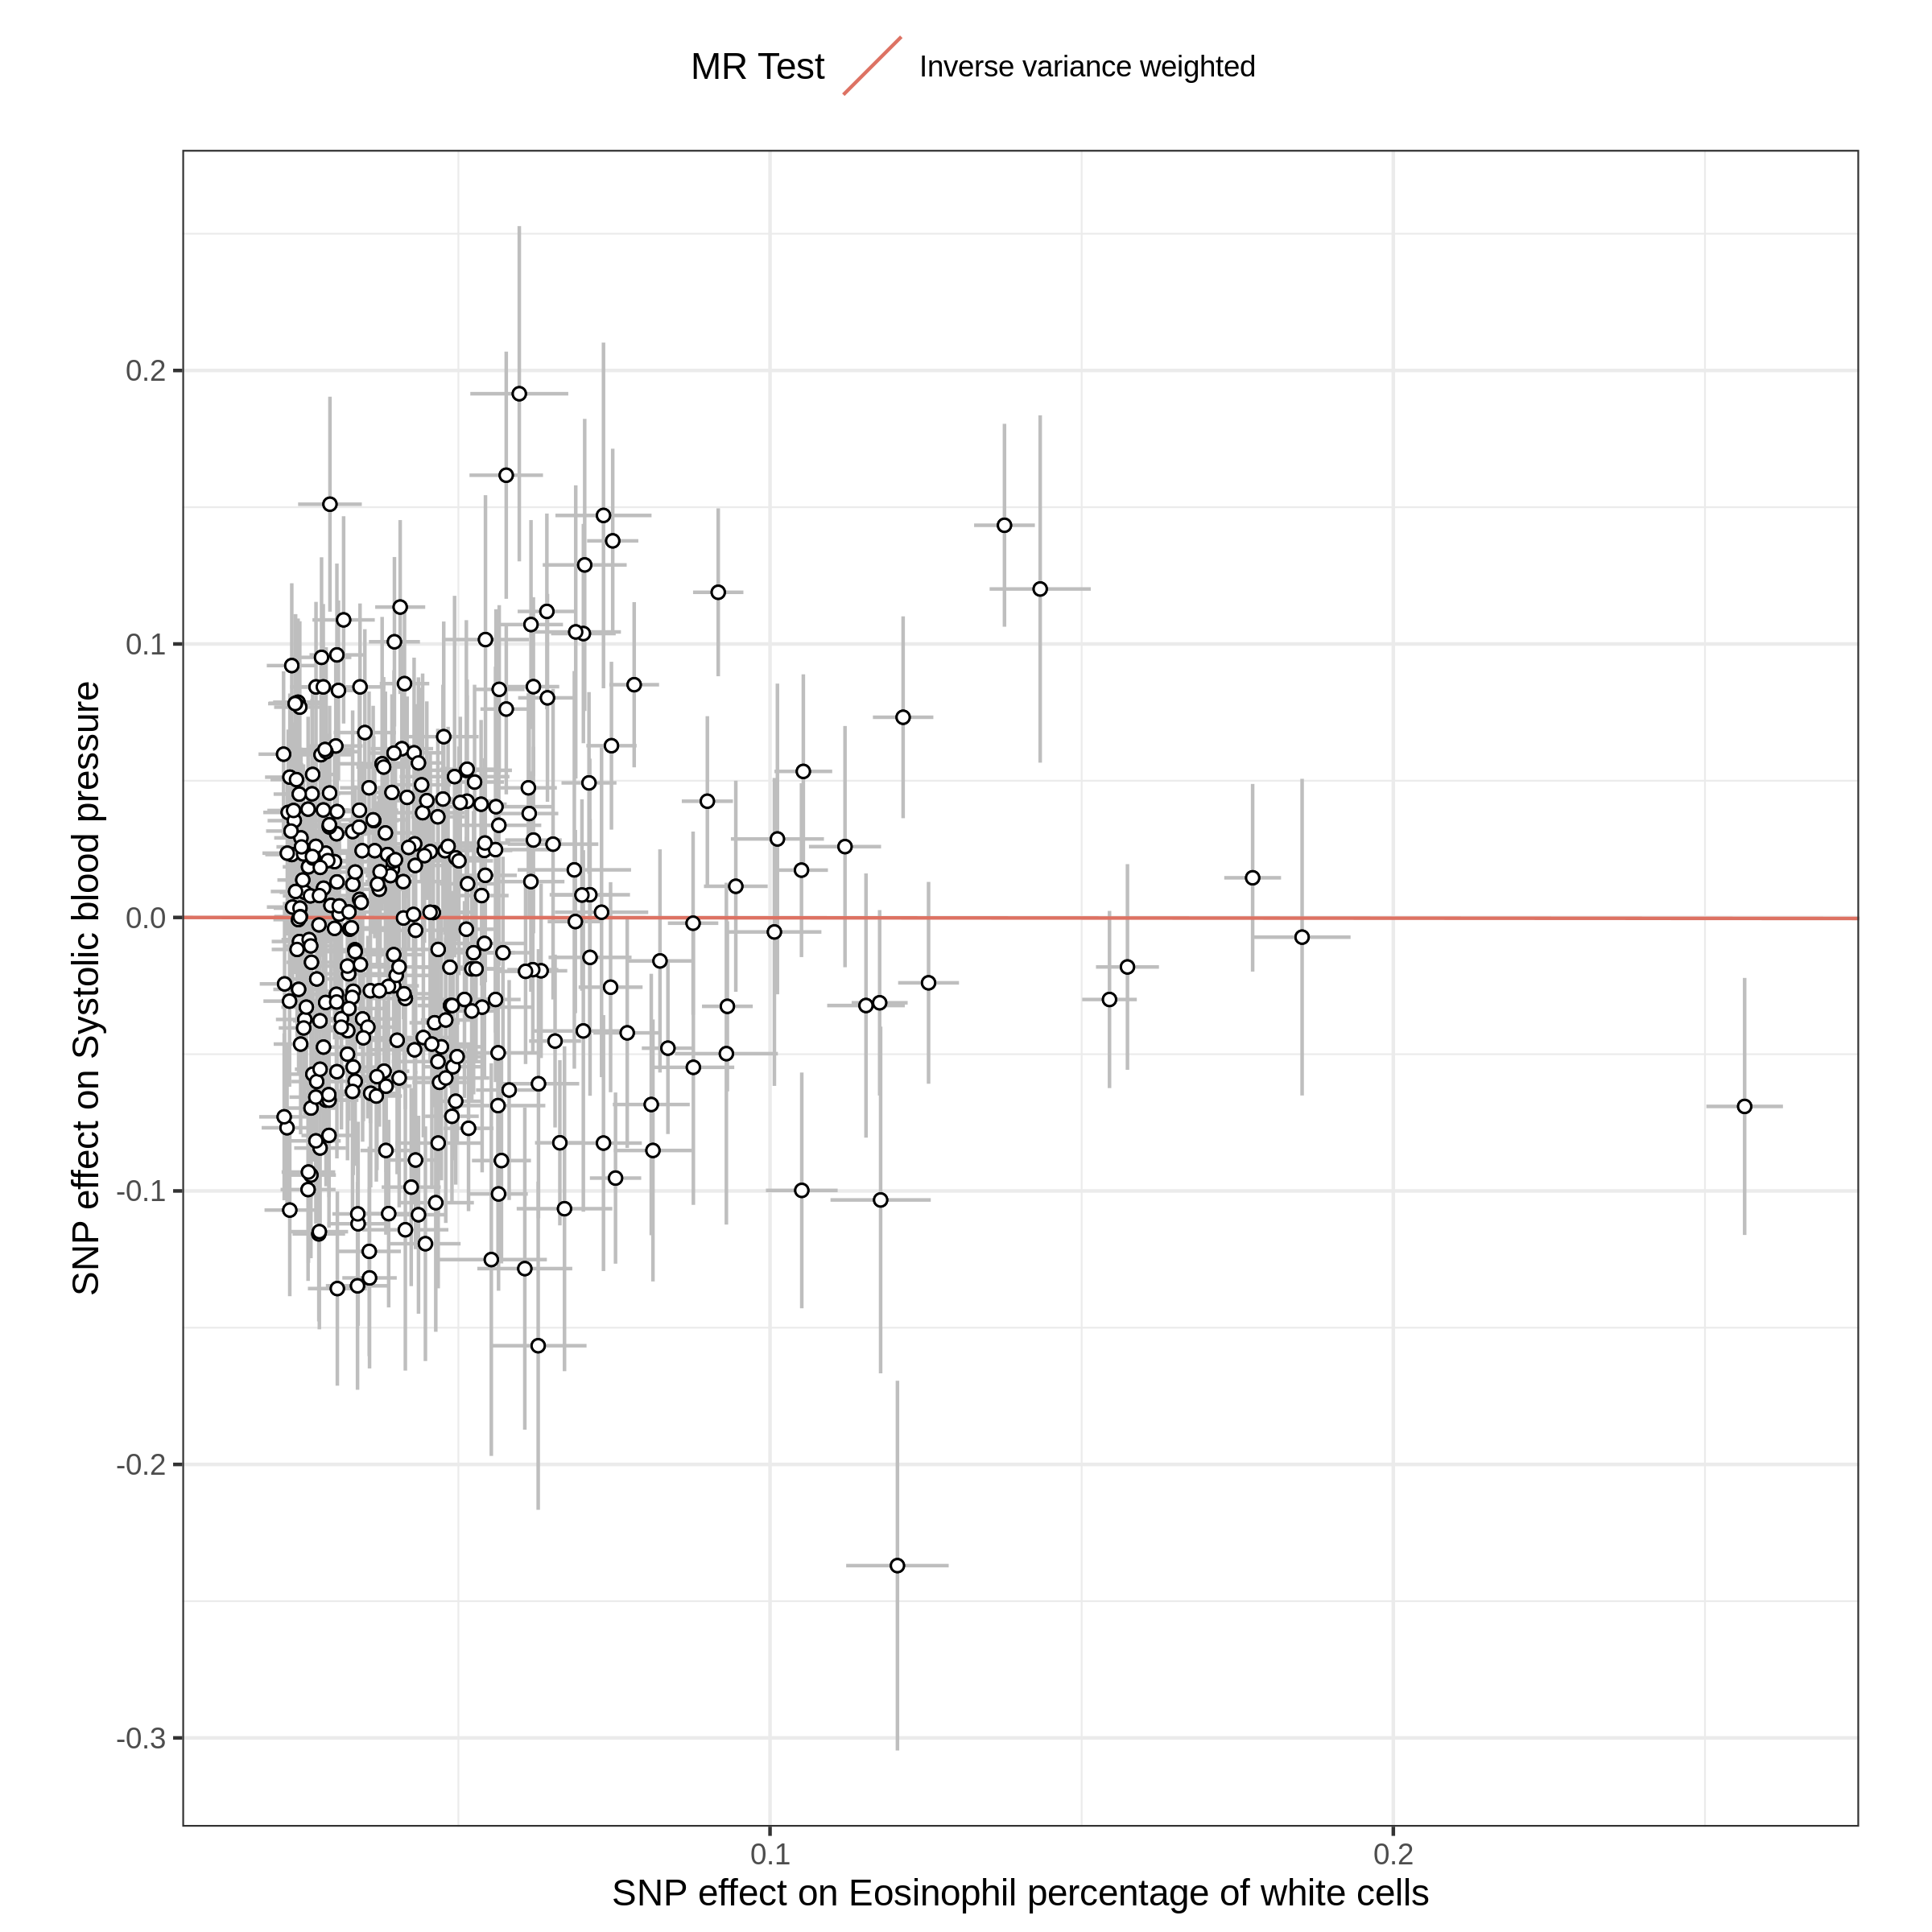 MR Test Inverse variance weighted
SNP effect on Systolic blood pressure
0.2
0.1
0.0
-0.1
-0.2
-0.3
0.1 0.2
SNP effect on Eosinophil percentage of white cells